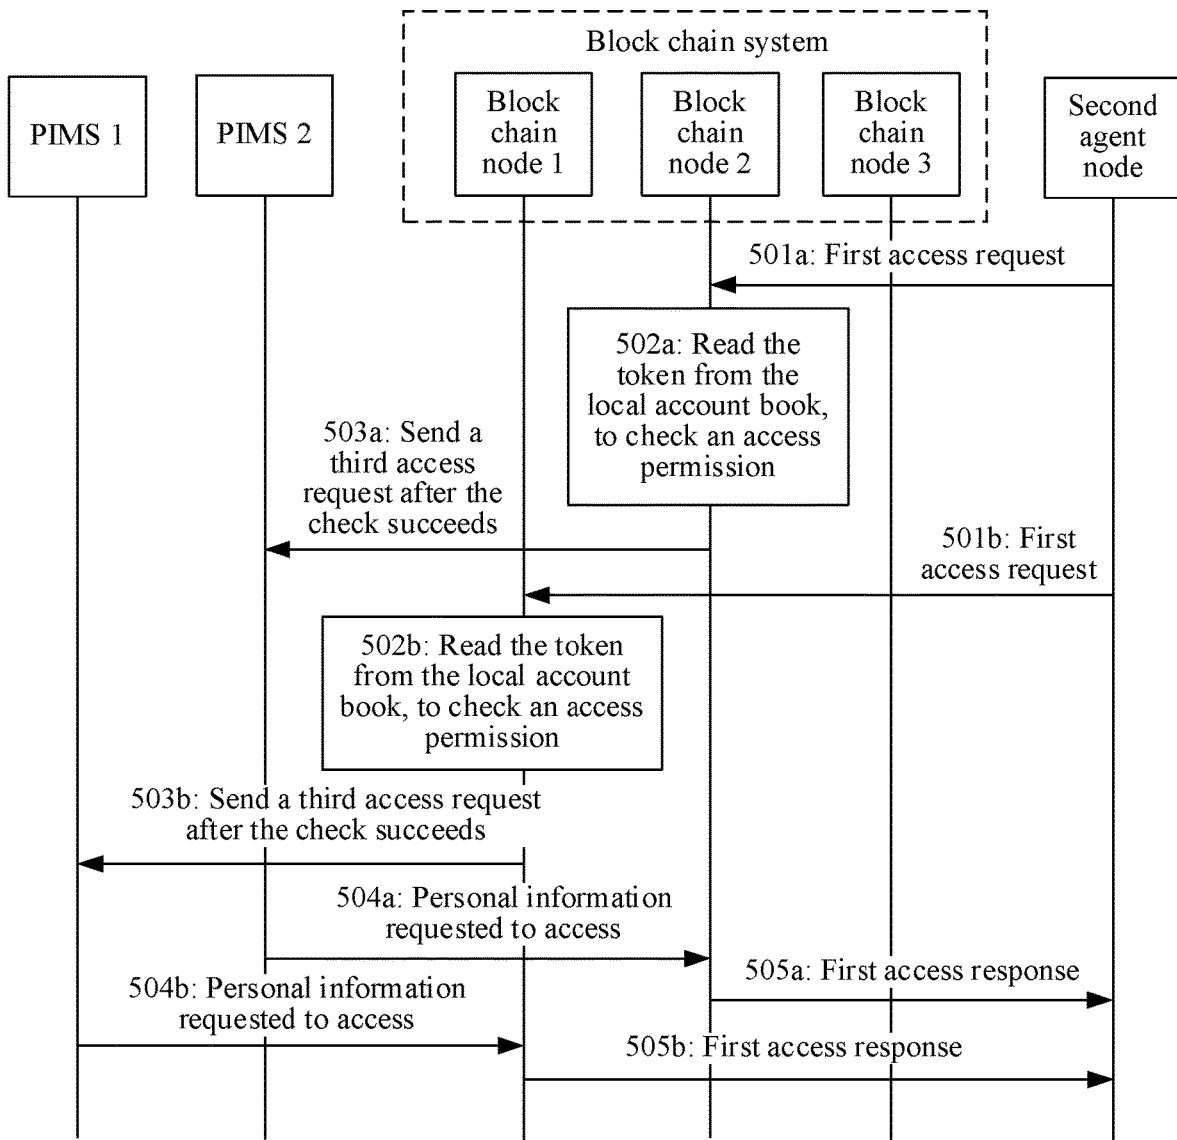 Block chain system
PIMS 1
PIMS 2
Block
chain
node 1
Block
chain
node 2
Block
chain
node 3
Second
agent
node
501a: First access request
502a: Read the
token from the
local account book,
to check an access
permission
503a: Send a
third access
request after the
check succeeds
501b: First
access request
502b: Read the token
from the local account
book, to check an access
permission
503b: Send a third access request
after the check succeeds
504a: Personal information
requested to access
505a: First access response
504b: Personal information
requested to access
505b: First access response